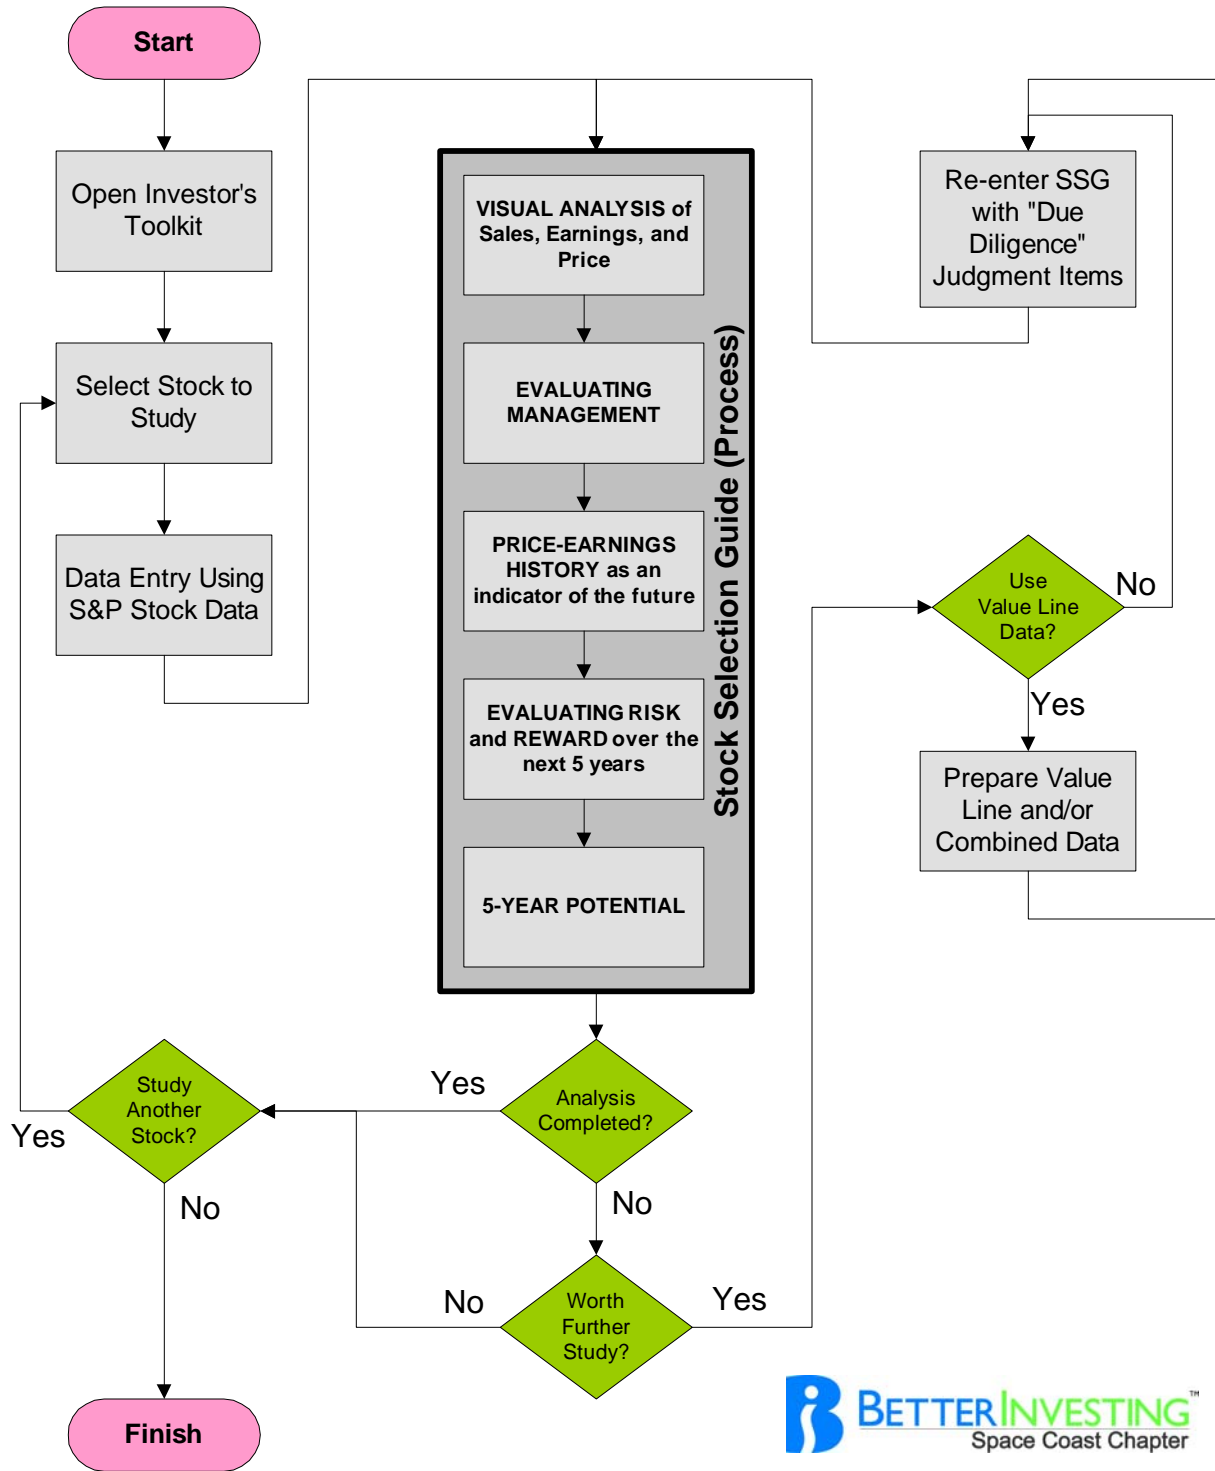 Start
Open Investor's
Toolkit
Select Stock to
Study
Data Entry Using
S&P Stock Data
VISUAL ANALYSIS of
Sales, Earnings, and
Price
EVALUATING
MANAGEMENT
PRICE-EARNINGS
HISTORY as an
indicator of the future
EVALUATING RISK
and REWARD over the
next 5 years
5-YEAR POTENTIAL
Stock Selection Guide (Process)
Re-enter SSG
with "Due
Diligence"
Judgment Items
Use
Value Line
Data?
No
Yes
Prepare Value
Line and/or
Combined Data
Analysis
Completed?
Yes
No
Study
Another
Stock?
Yes
No
Worth
Further
Study?
No
Yes
Finish
BETTERINVESTING™
Space Coast Chapter